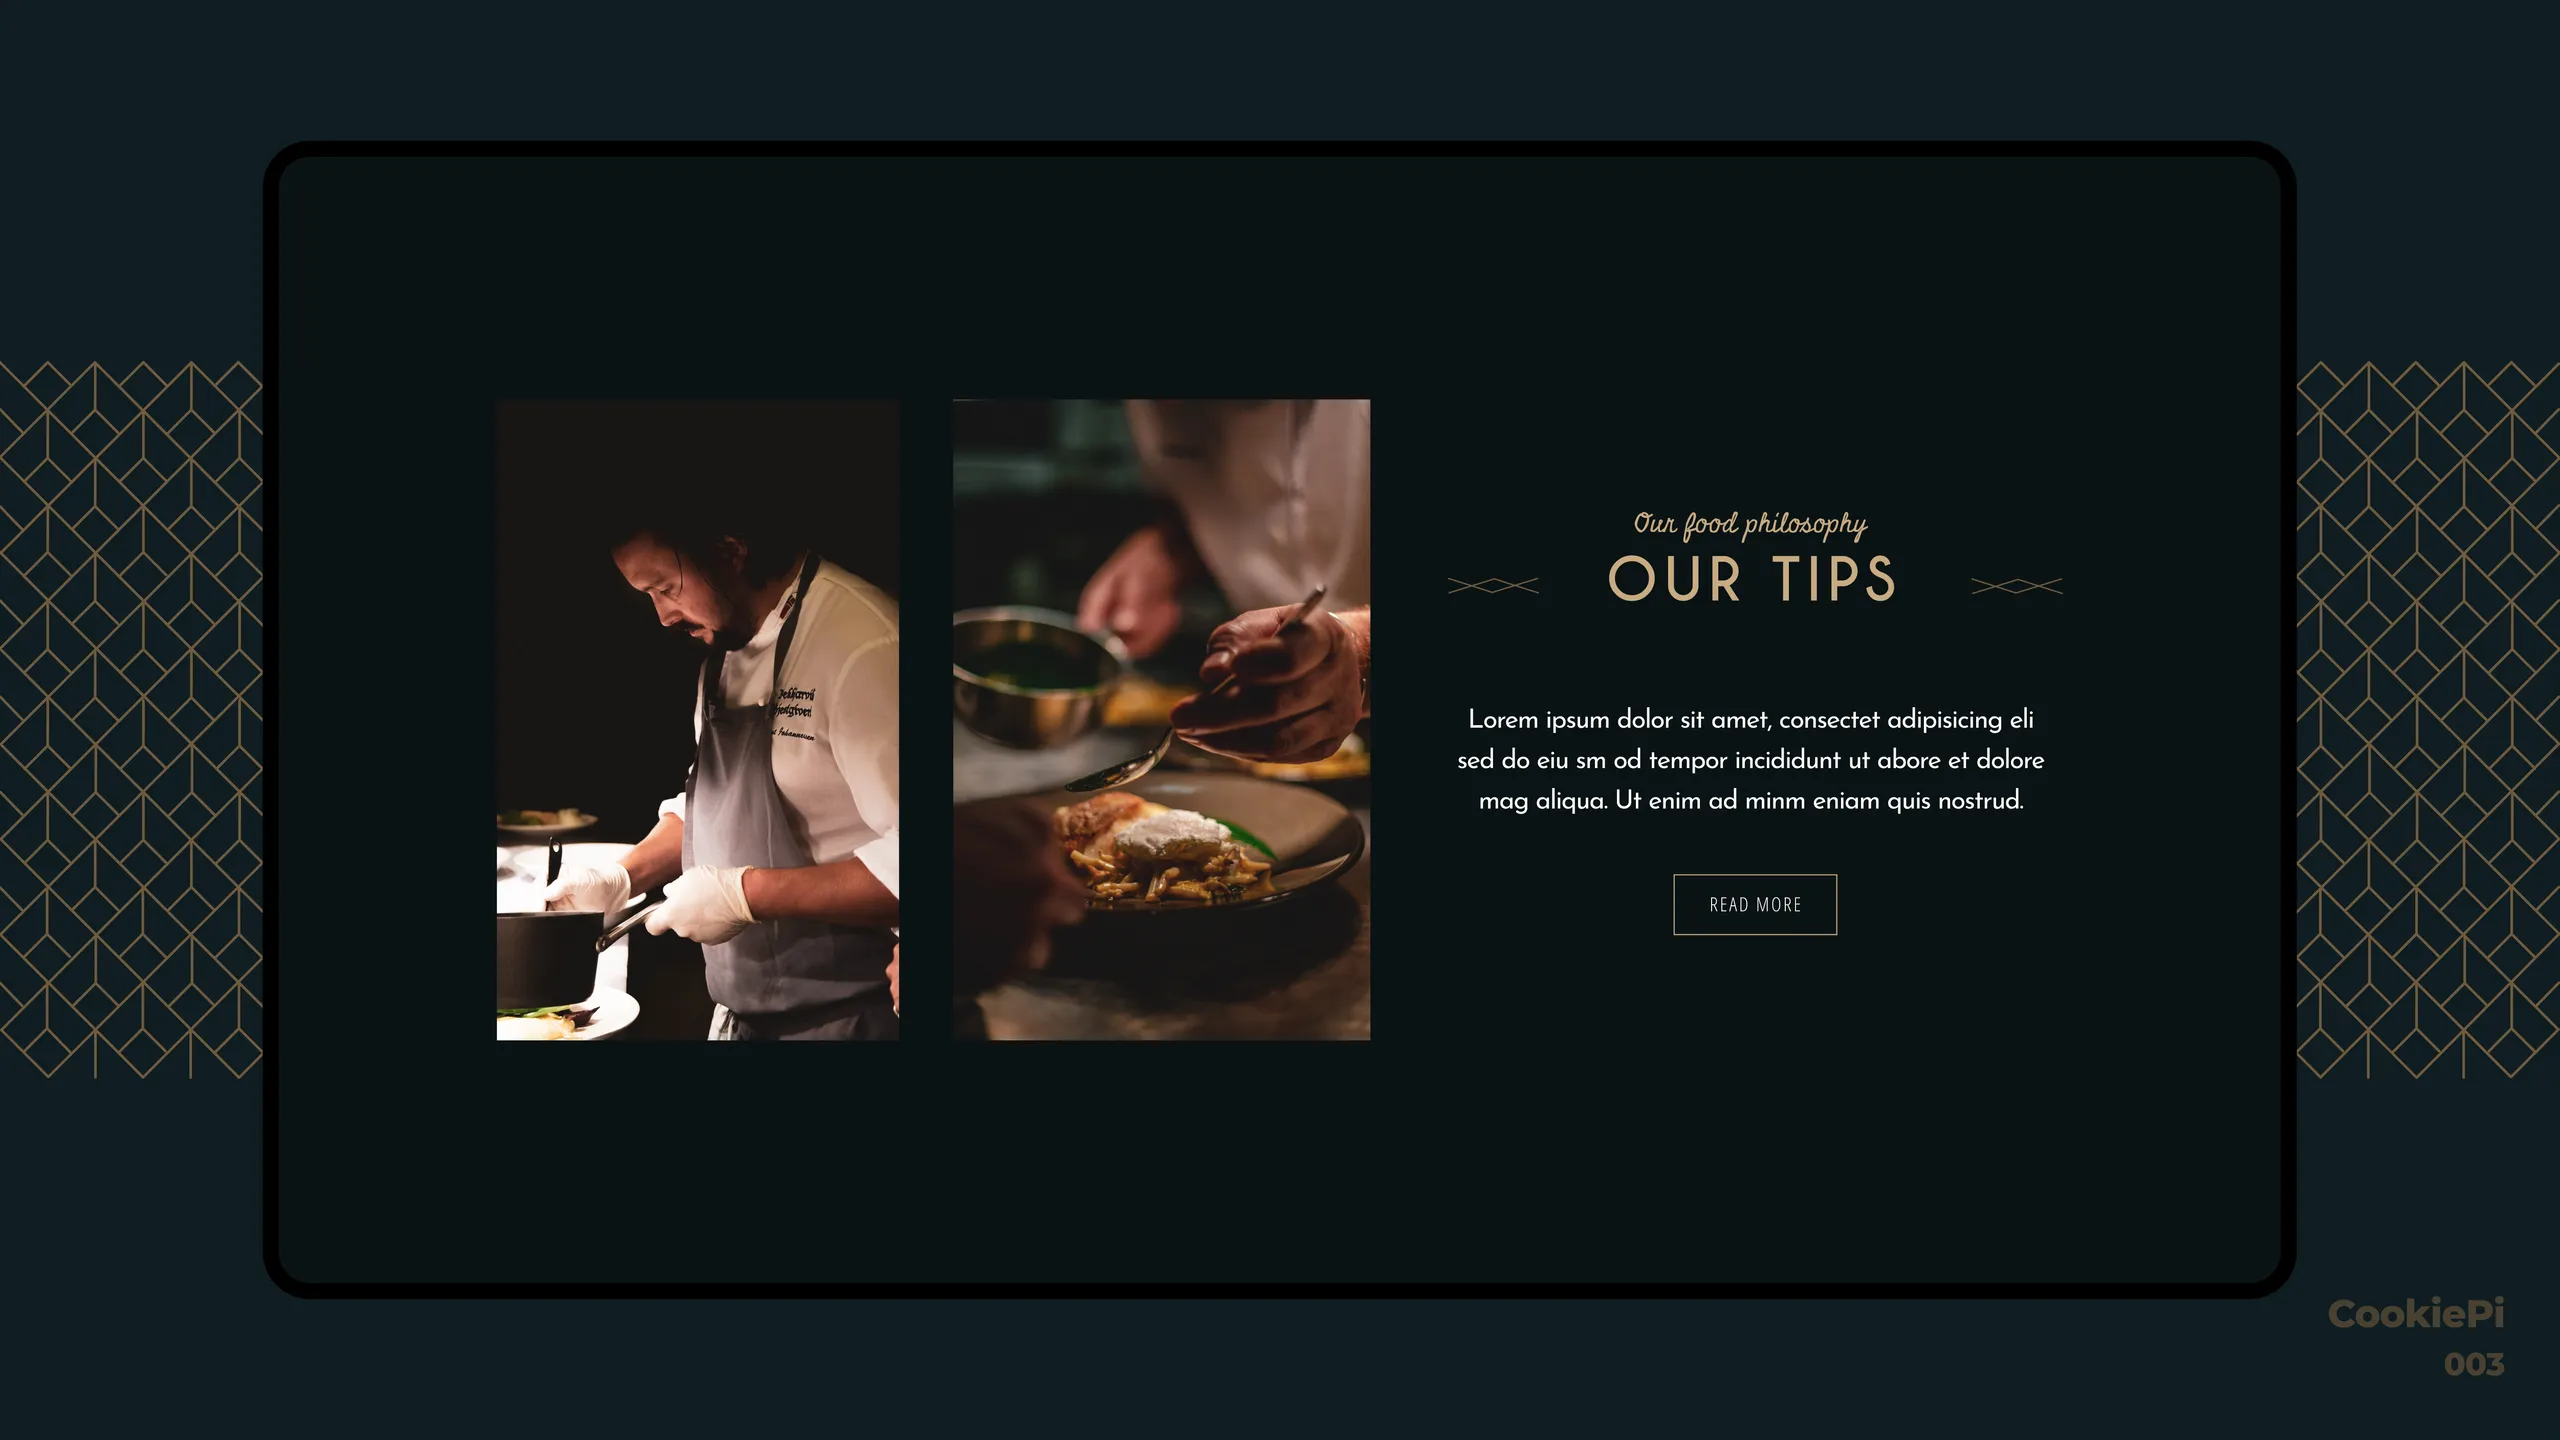 Our food philosophy
OUR TIPS
Lorem ipsum dolor sit amet, consectet adipisicing eli
sed do eiu sm od tempor incididunt ut abore et dolore
mag aliqua. Ut enim ad minm eniam quis nostrud.
READ MORE
CookiePi
003